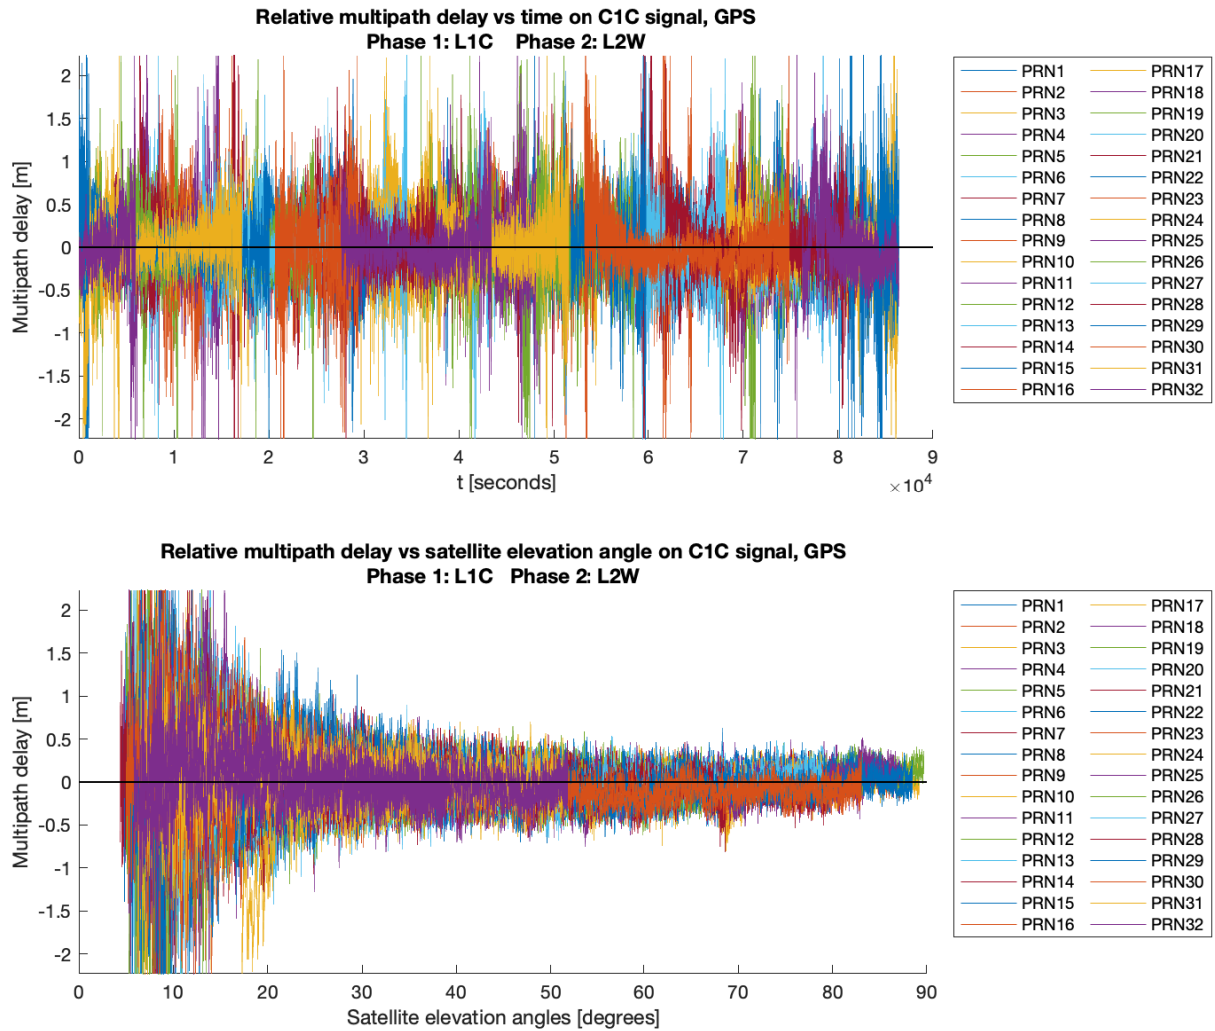 Relative multipath delay vs time on C1C signal, GPS
Phase 1: L1C Phase 2: L2W
Multipath delay [m]
2
1.5
1
0.5
0
-0.5
-1
-1.5
-2
0 1 2 3 4 5 6 7 8 9
t [seconds]
×10⁴
PRN1 PRN17
PRN2 PRN18
PRN3 PRN19
PRN4 PRN20
PRN5 PRN21
PRN6 PRN22
PRN7 PRN23
PRN8 PRN24
PRN9 PRN25
PRN10 PRN26
PRN11 PRN27
PRN12 PRN28
PRN13 PRN29
PRN14 PRN30
PRN15 PRN31
PRN16 PRN32
Relative multipath delay vs satellite elevation angle on C1C signal, GPS
Phase 1: L1C Phase 2: L2W
Multipath delay [m]
2
1.5
1
0.5
0
-0.5
-1
-1.5
-2
0 10 20 30 40 50 60 70 80 90
Satellite elevation angles [degrees]
PRN1 PRN17
PRN2 PRN18
PRN3 PRN19
PRN4 PRN20
PRN5 PRN21
PRN6 PRN22
PRN7 PRN23
PRN8 PRN24
PRN9 PRN25
PRN10 PRN26
PRN11 PRN27
PRN12 PRN28
PRN13 PRN29
PRN14 PRN30
PRN15 PRN31
PRN16 PRN32